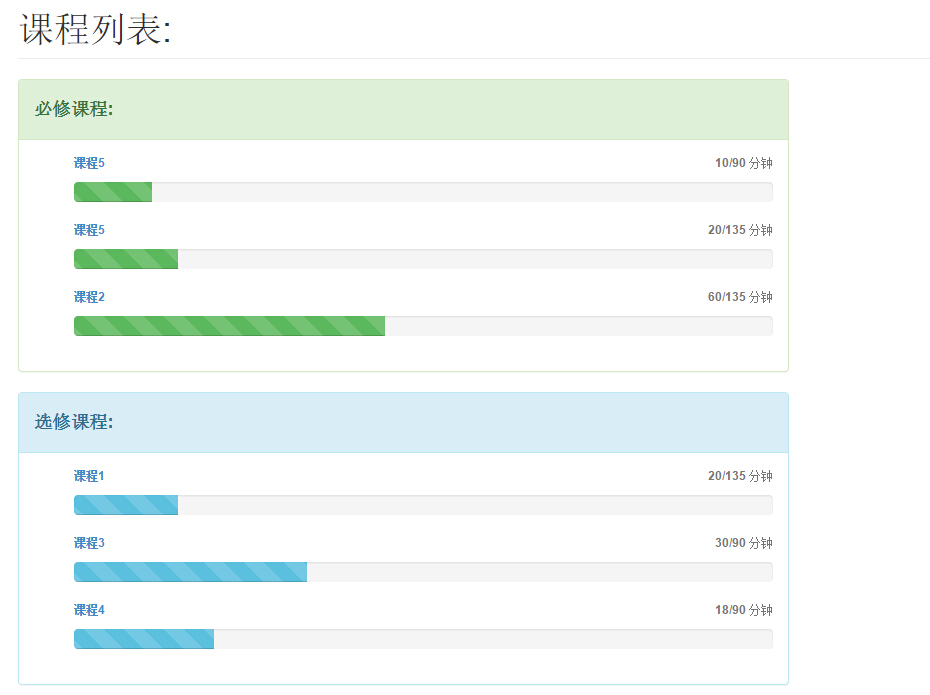 课程列表:
必修课程:
课程5 10/90 分钟
课程5 20/135 分钟
课程2 60/135 分钟
选修课程:
课程1 20/135 分钟
课程3 30/90 分钟
课程4 18/90 分钟